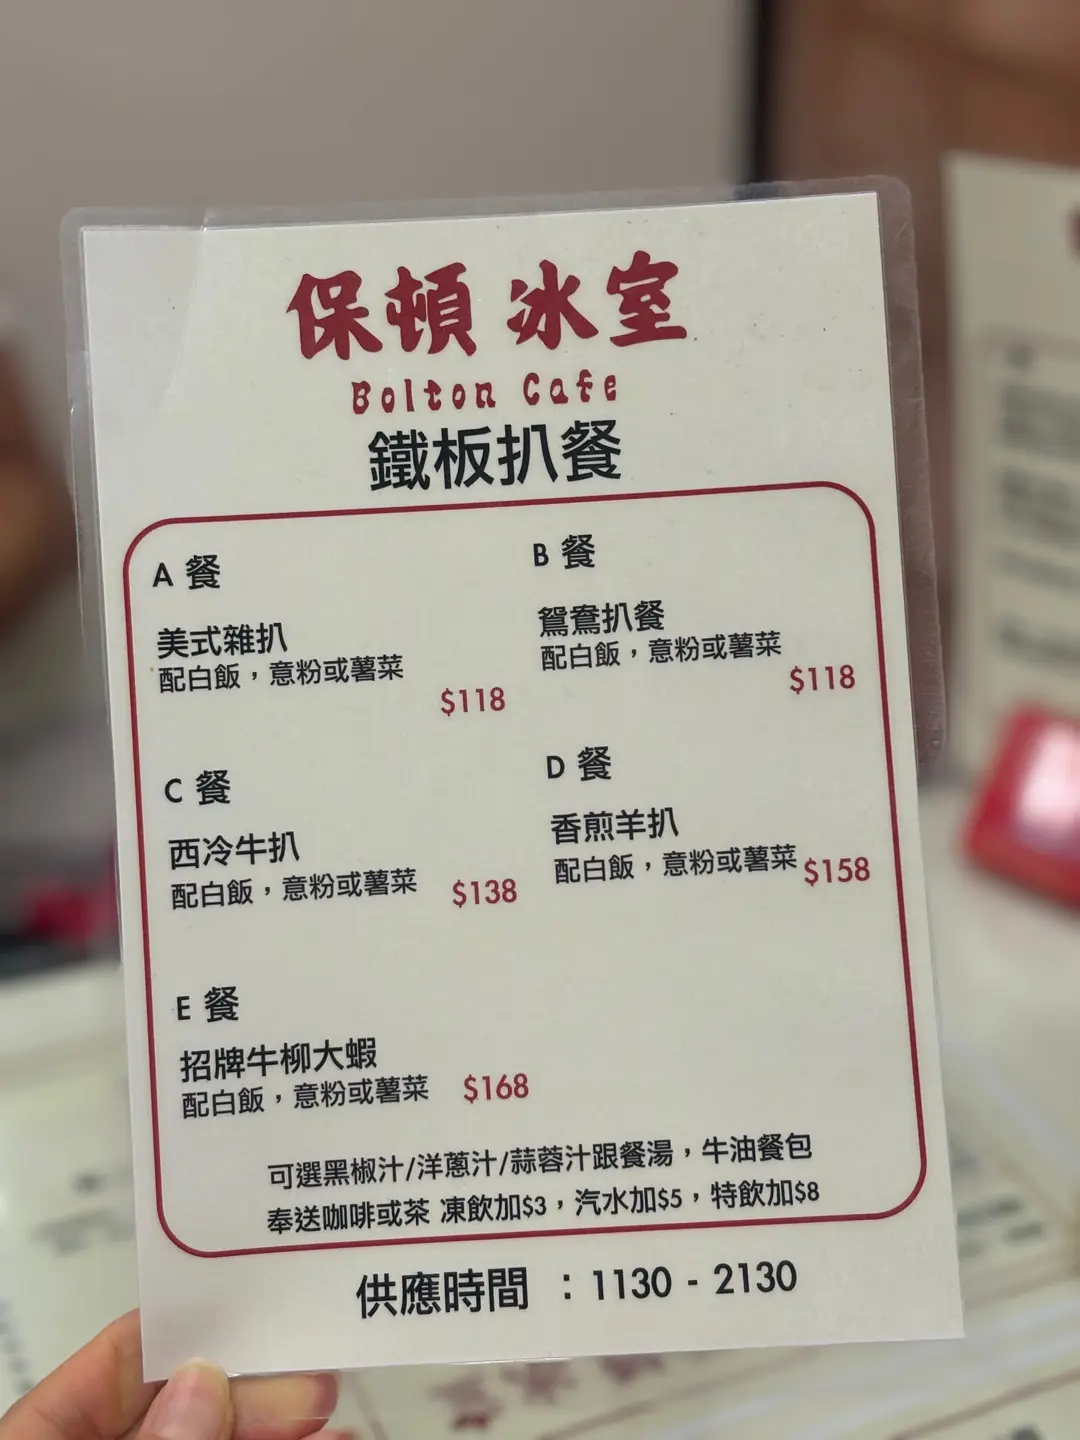 保頓冰室
Bolton Cafe
鐵板扒餐
A 餐
美式雜扒
配白飯，意粉或薯菜
$118
B 餐
鴛鴦扒餐
配白飯，意粉或薯菜
$118
C 餐
西冷牛扒
配白飯，意粉或薯菜
$138
D 餐
香煎羊扒
配白飯，意粉或薯菜
$158
E 餐
招牌牛柳大蝦
配白飯，意粉或薯菜
$168
可選黑椒汁/洋蔥汁/蒜蓉汁跟餐湯，牛油餐包
奉送咖啡或茶 凍飲加$3，汽水加$5，特飲加$8
供應時間 ：1130 - 2130